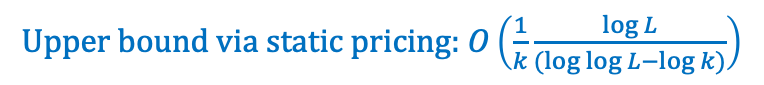 Upper bound via static pricing: O(1/k log L/(log log L−log k))